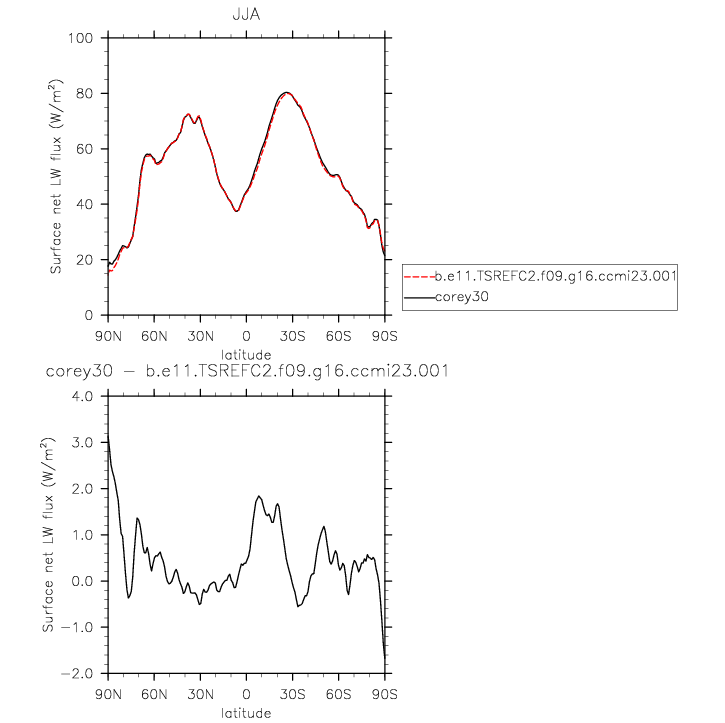 JJA
Surface net LW flux (W/m²)
100
80
60
40
20
0
90N 60N 30N 0 30S 60S 90S
latitude
b.e11.TSREFC2.f09.g16.ccmi23.001
corey30
corey30 − b.e11.TSREFC2.f09.g16.ccmi23.001
Surface net LW flux (W/m²)
4.0
3.0
2.0
1.0
0.0
−1.0
−2.0
90N 60N 30N 0 30S 60S 90S
latitude